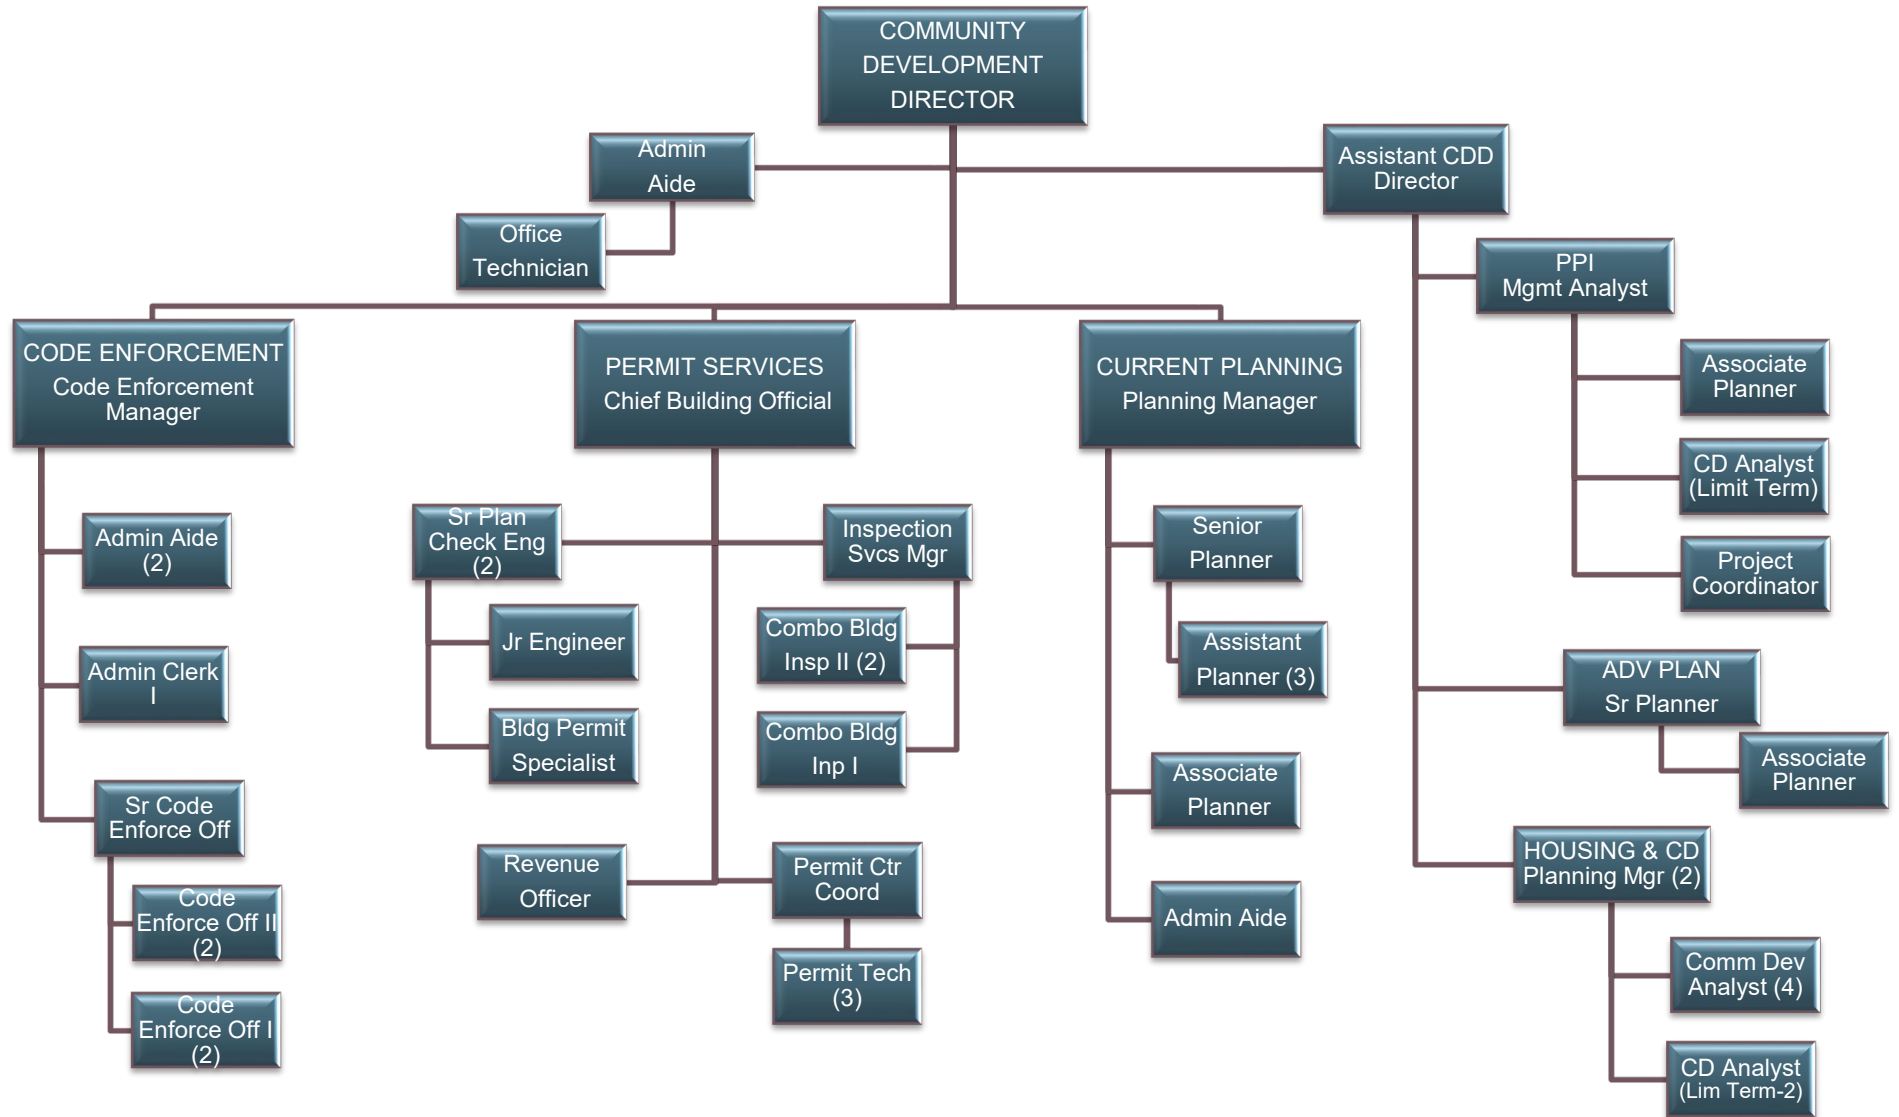 COMMUNITY
DEVELOPMENT
DIRECTOR
Admin
Aide
Office
Technician
Assistant CDD
Director
CODE ENFORCEMENT
Code Enforcement
Manager
Admin Aide
(2)
Admin Clerk
I
Sr Code
Enforce Off
Code
Enforce Off II
(2)
Code
Enforce Off I
(2)
PERMIT SERVICES
Chief Building Official
Sr Plan
Check Eng
(2)
Jr Engineer
Bldg Permit
Specialist
Inspection
Svcs Mgr
Combo Bldg
Insp II (2)
Combo Bldg
Inp I
Revenue
Officer
Permit Ctr
Coord
Permit Tech
(3)
CURRENT PLANNING
Planning Manager
Senior
Planner
Assistant
Planner (3)
Associate
Planner
Admin Aide
PPI
Mgmt Analyst
Associate
Planner
CD Analyst
(Limit Term)
Project
Coordinator
ADV PLAN
Sr Planner
Associate
Planner
HOUSING & CD
Planning Mgr (2)
Comm Dev
Analyst (4)
CD Analyst
(Lim Term-2)